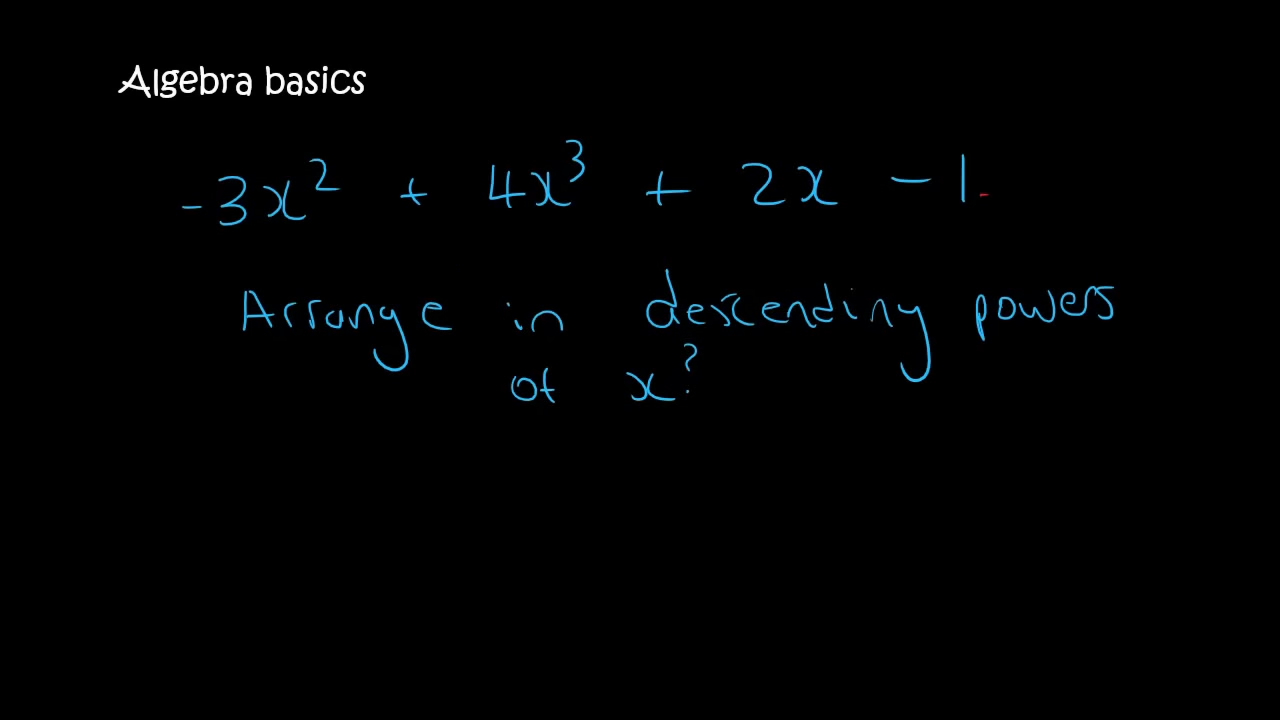 Algebra basics
-3x² + 4x³ + 2x - 1
Arrange in descending powers
of x?